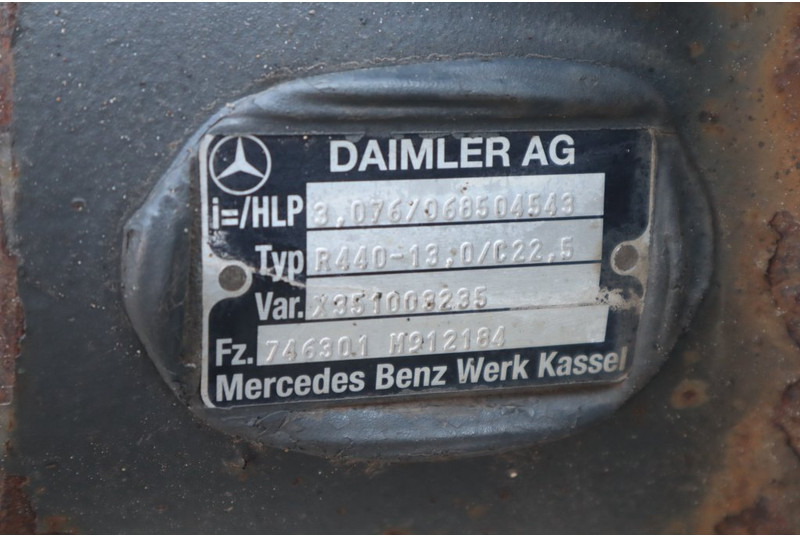 DAIMLER AG
i=/HLP 3,076/068504543
Typ R440-13,0/C22,5
Var. X351003235
Fz. 746301 M912184
Mercedes Benz Werk Kassel